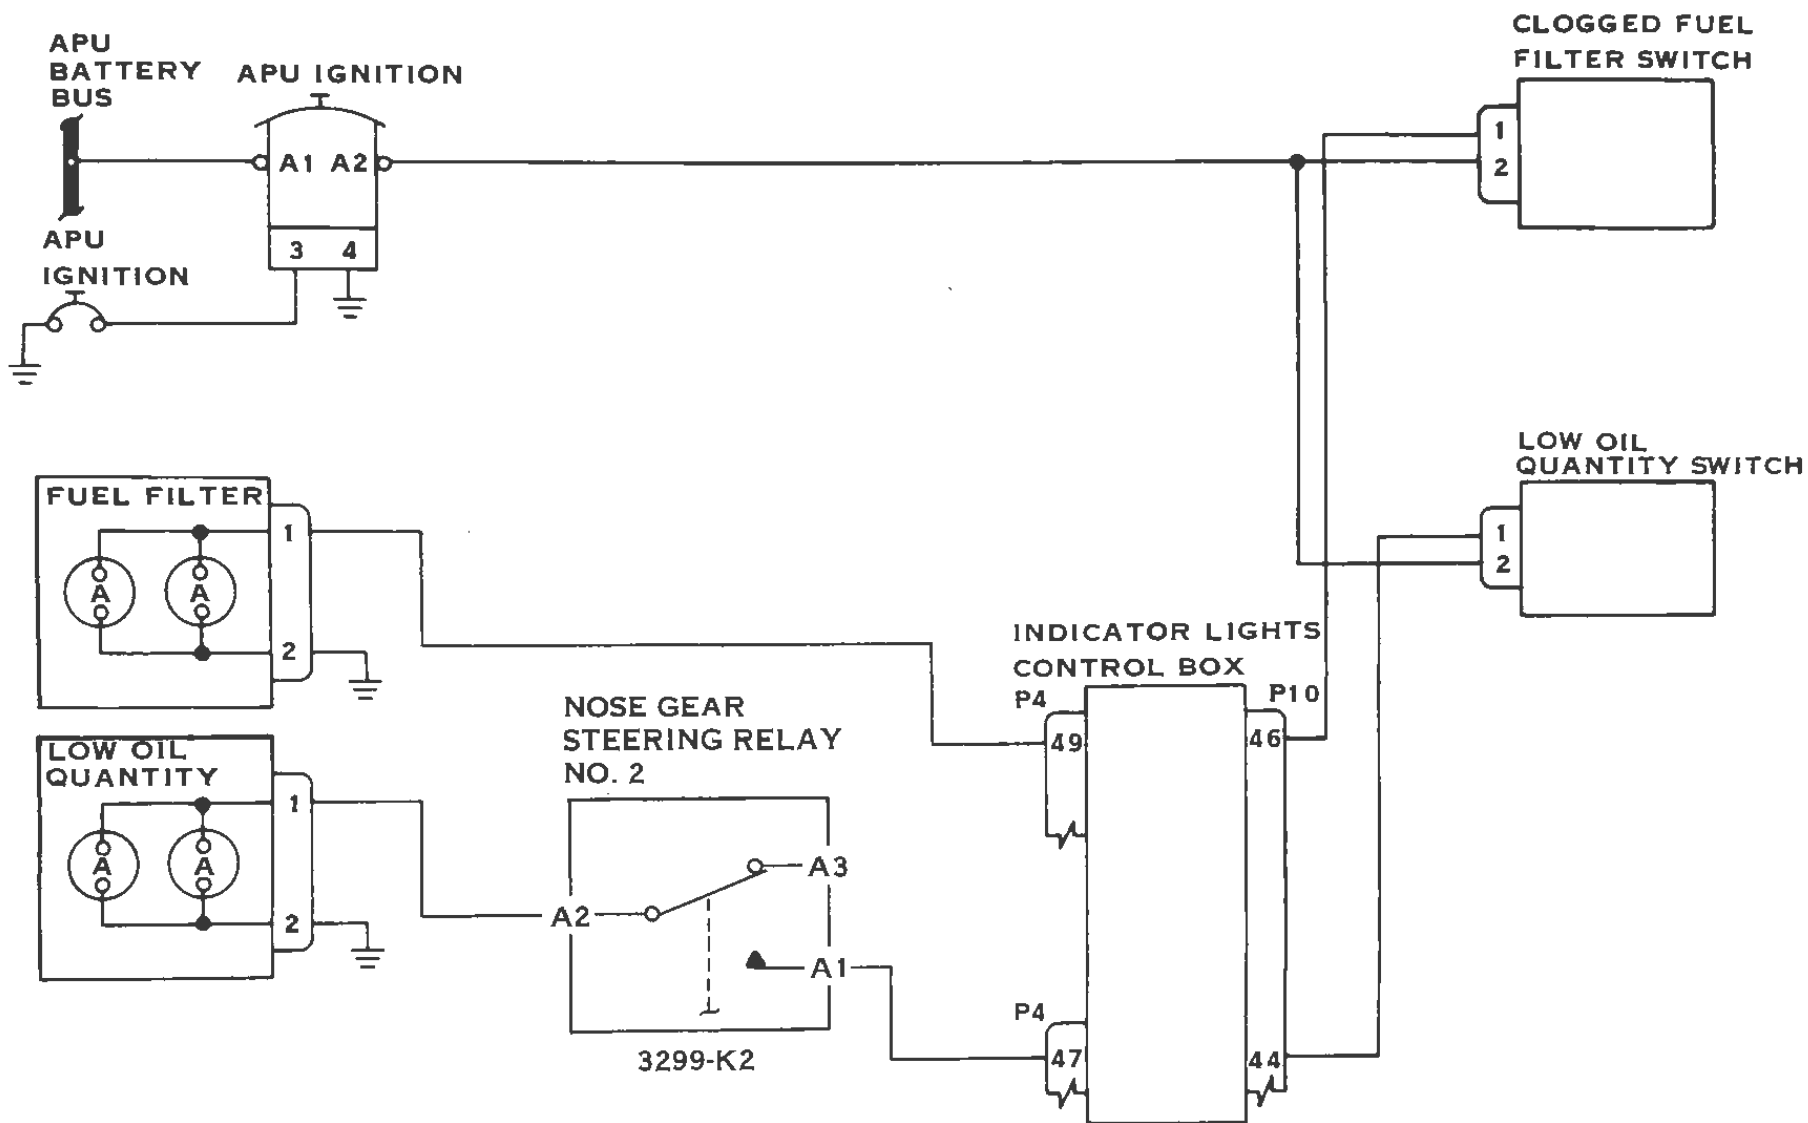 APU
BATTERY
BUS
APU IGNITION
A1 A2
3 4
APU
IGNITION
CLOGGED FUEL
FILTER SWITCH
1
2
LOW OIL
QUANTITY SWITCH
1
2
FUEL FILTER
1
A A
2
LOW OIL
QUANTITY
1
A A
2
NOSE GEAR
STEERING RELAY
NO. 2
A3
A2
A1
3299-K2
INDICATOR LIGHTS
CONTROL BOX
P4 P10
49 46
P4
47 44